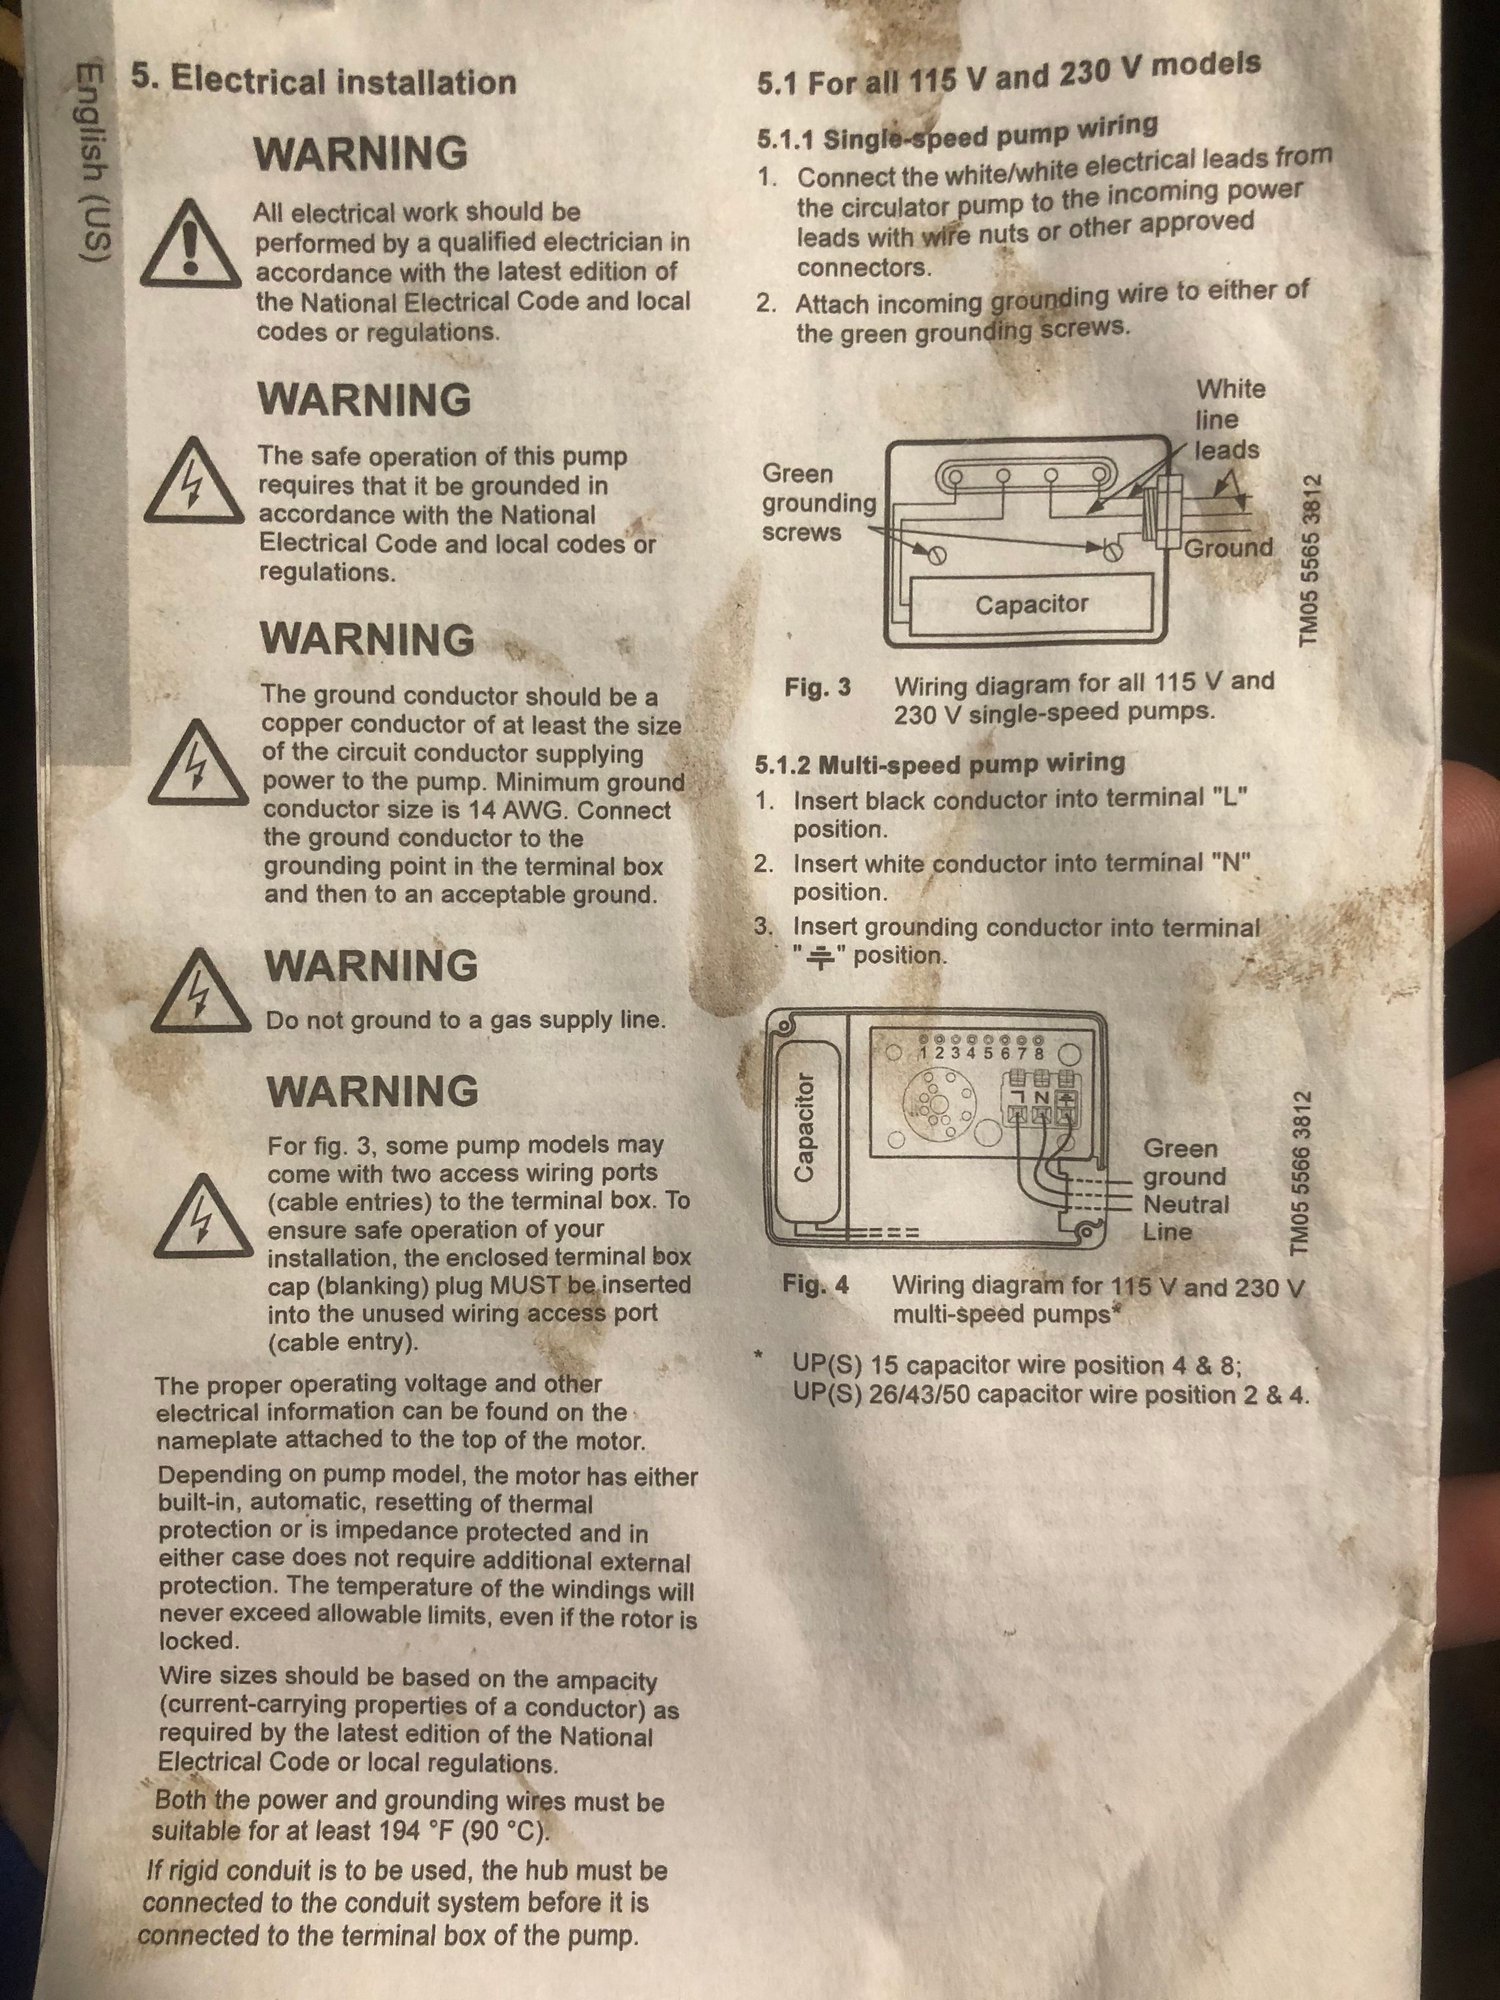 English (US)
5. Electrical installation
WARNING
All electrical work should be
performed by a qualified electrician in
accordance with the latest edition of
the National Electrical Code and local
codes or regulations.
WARNING
The safe operation of this pump
requires that it be grounded in
accordance with the National
Electrical Code and local codes or
regulations.
WARNING
The ground conductor should be a
copper conductor of at least the size
of the circuit conductor supplying
power to the pump. Minimum ground
conductor size is 14 AWG. Connect
the ground conductor to the
grounding point in the terminal box
and then to an acceptable ground.
WARNING
Do not ground to a gas supply line.
WARNING
For fig. 3, some pump models may
come with two access wiring ports
(cable entries) to the terminal box. To
ensure safe operation of your
installation, the enclosed terminal box
cap (blanking) plug MUST be inserted
into the unused wiring access port
(cable entry).
The proper operating voltage and other
electrical information can be found on the
nameplate attached to the top of the motor.
Depending on pump model, the motor has either
built-in, automatic, resetting of thermal
protection or is impedance protected and in
either case does not require additional external
protection. The temperature of the windings will
never exceed allowable limits, even if the rotor is
locked.
Wire sizes should be based on the ampacity
(current-carrying properties of a conductor) as
required by the latest edition of the National
Electrical Code or local regulations.
Both the power and grounding wires must be
suitable for at least 194 °F (90 °C).
If rigid conduit is to be used, the hub must be
connected to the conduit system before it is
connected to the terminal box of the pump.
5.1 For all 115 V and 230 V models
5.1.1 Single-speed pump wiring
1. Connect the white/white electrical leads from
the circulator pump to the incoming power
leads with wire nuts or other approved
connectors.
2. Attach incoming grounding wire to either of
the green grounding screws.
White
line
leads
Green
grounding
screws
Ground
Capacitor
TM05 5565 3812
Fig. 3 Wiring diagram for all 115 V and
230 V single-speed pumps.
5.1.2 Multi-speed pump wiring
1. Insert black conductor into terminal "L"
position.
2. Insert white conductor into terminal "N"
position.
3. Insert grounding conductor into terminal
"⏚" position.
1 2 3 4 5 6 7 8
L N ⏚
Capacitor
Green
ground
Neutral
Line
TM05 5566 3812
Fig. 4 Wiring diagram for 115 V and 230 V
multi-speed pumps*
* UP(S) 15 capacitor wire position 4 & 8;
UP(S) 26/43/50 capacitor wire position 2 & 4.